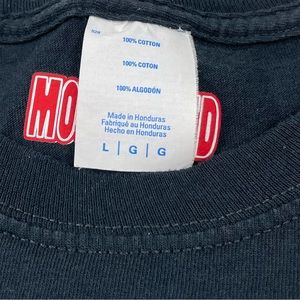 100% COTTON
100% COTON
100% ALGODÓN
Made in Honduras
Fabriqué au Honduras
Hecho en Honduras
L | G | G